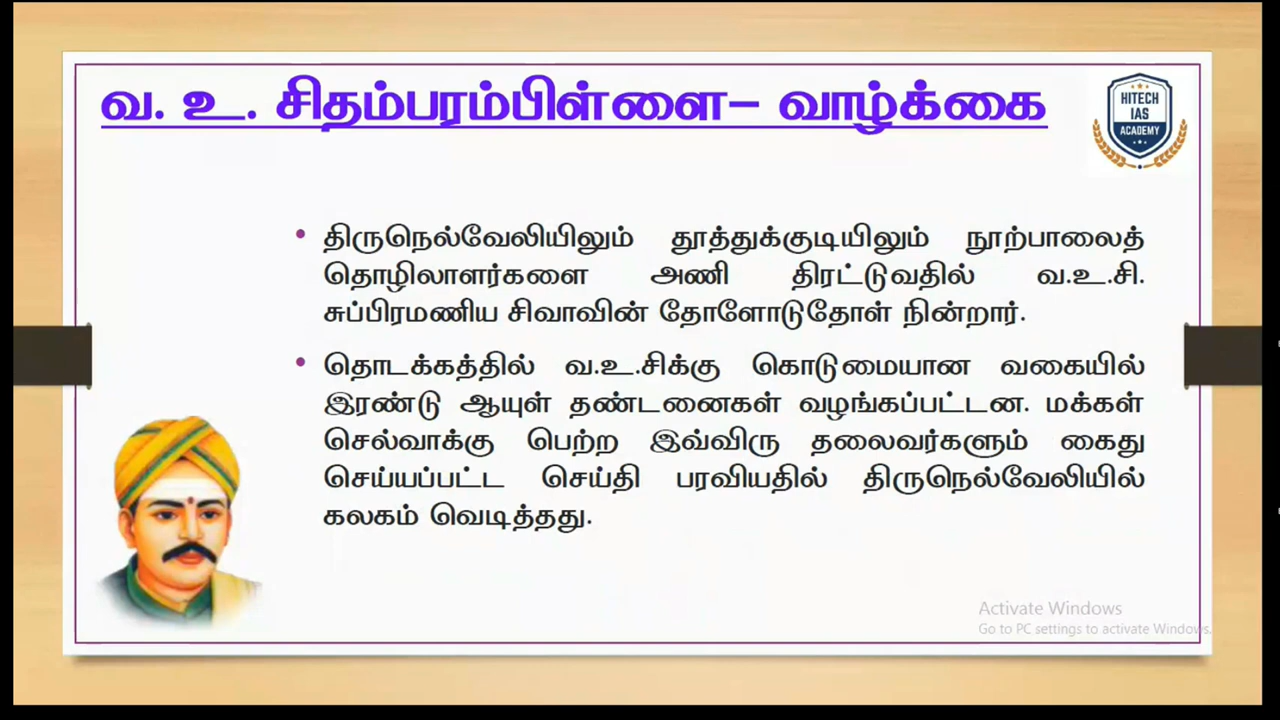 வ. உ. சிதம்பரம்பிள்ளை– வாழ்க்கை
HITECH
IAS
ACADEMY
• திருநெல்வேலியிலும் தூத்துக்குடியிலும் நூற்பாலைத்
தொழிலாளர்களை அணி திரட்டுவதில் வ.உ.சி.
சுப்பிரமணிய சிவாவின் தோளோடுதோள் நின்றார்.
• தொடக்கத்தில் வ.உ.சிக்கு கொடுமையான வகையில்
இரண்டு ஆயுள் தண்டனைகள் வழங்கப்பட்டன. மக்கள்
செல்வாக்கு பெற்ற இவ்விரு தலைவர்களும் கைது
செய்யப்பட்ட செய்தி பரவியதில் திருநெல்வேலியில்
கலகம் வெடித்தது.
Activate Windows
Go to PC settings to activate Windows.